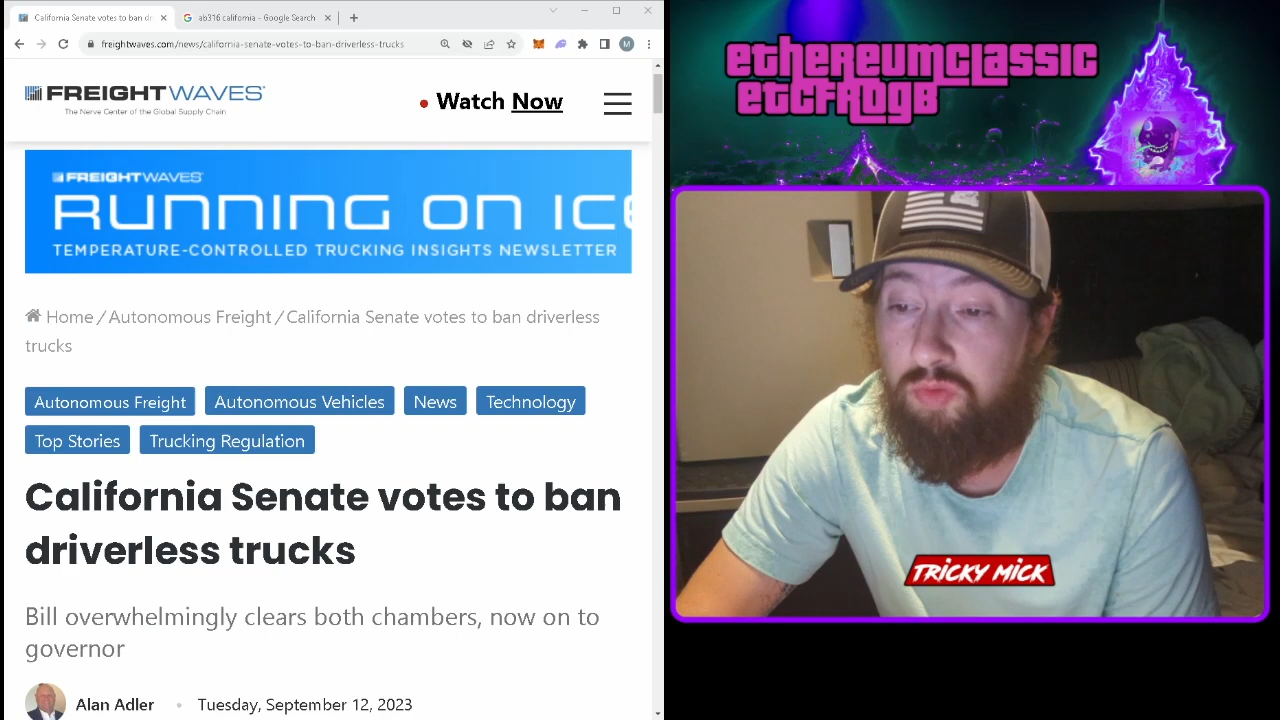 California Senate votes to ban dr
ab316 california - Google Search
freightwaves.com/news/california-senate-votes-to-ban-driverless-trucks
M
FREIGHTWAVES
The Nerve Center of the Global Supply Chain
Watch Now
FREIGHTWAVES
RUNNING ON ICE
TEMPERATURE-CONTROLLED TRUCKING INSIGHTS NEWSLETTER
Home / Autonomous Freight / California Senate votes to ban driverless
trucks
Autonomous Freight
Autonomous Vehicles
News
Technology
Top Stories
Trucking Regulation
California Senate votes to ban
driverless trucks
Bill overwhelmingly clears both chambers, now on to
governor
Alan Adler • Tuesday, September 12, 2023
ethereumclassic
etcfrogb
TRICKY MICK